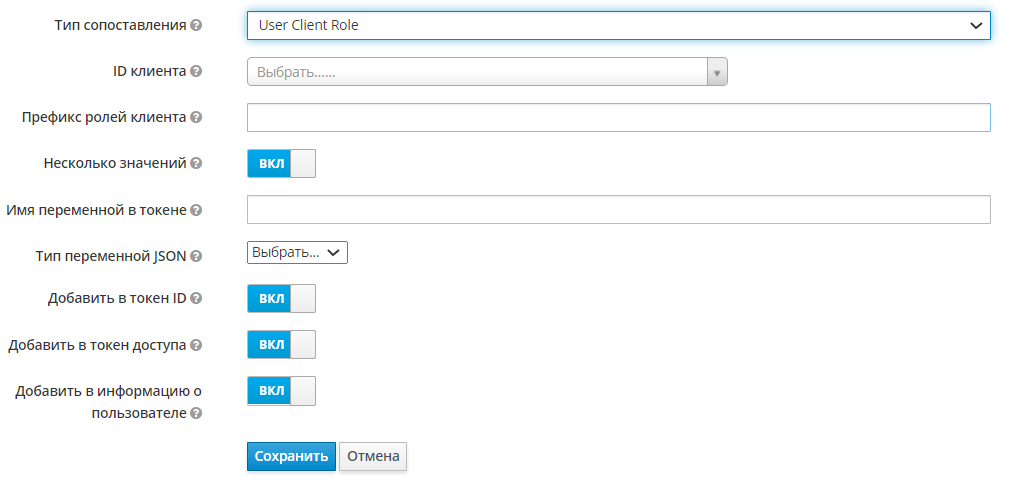 Тип сопоставления
User Client Role
ID клиента
Выбрать......
Префикс ролей клиента
Несколько значений
ВКЛ
Имя переменной в токене
Тип переменной JSON
Выбрать...
Добавить в токен ID
ВКЛ
Добавить в токен доступа
ВКЛ
Добавить в информацию о
пользователе
ВКЛ
Сохранить
Отмена